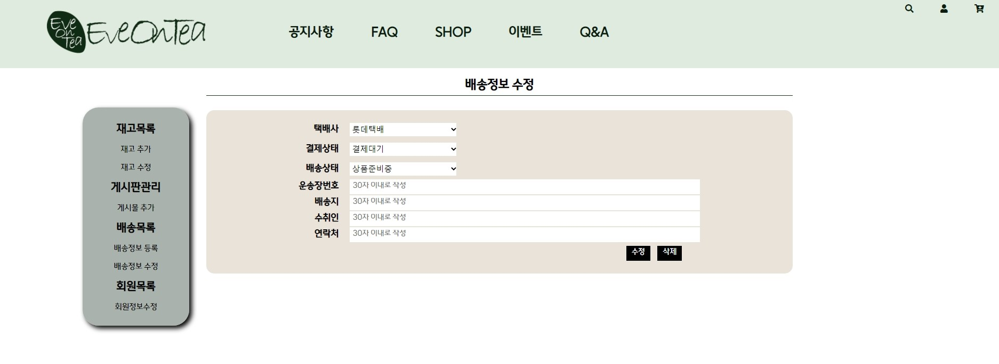 Eve
On
Tea
EveOnTea
공지사항 FAQ SHOP 이벤트 Q&A
배송정보 수정
재고목록
재고 추가
재고 수정
게시판관리
게시물 추가
배송목록
배송정보 등록
배송정보 수정
회원목록
회원정보수정
택배사 롯데택배
결제상태 결제대기
배송상태 상품준비중
운송장번호 30자 이내로 작성
배송지 30자 이내로 작성
수취인 30자 이내로 작성
연락처 30자 이내로 작성
수정 삭제